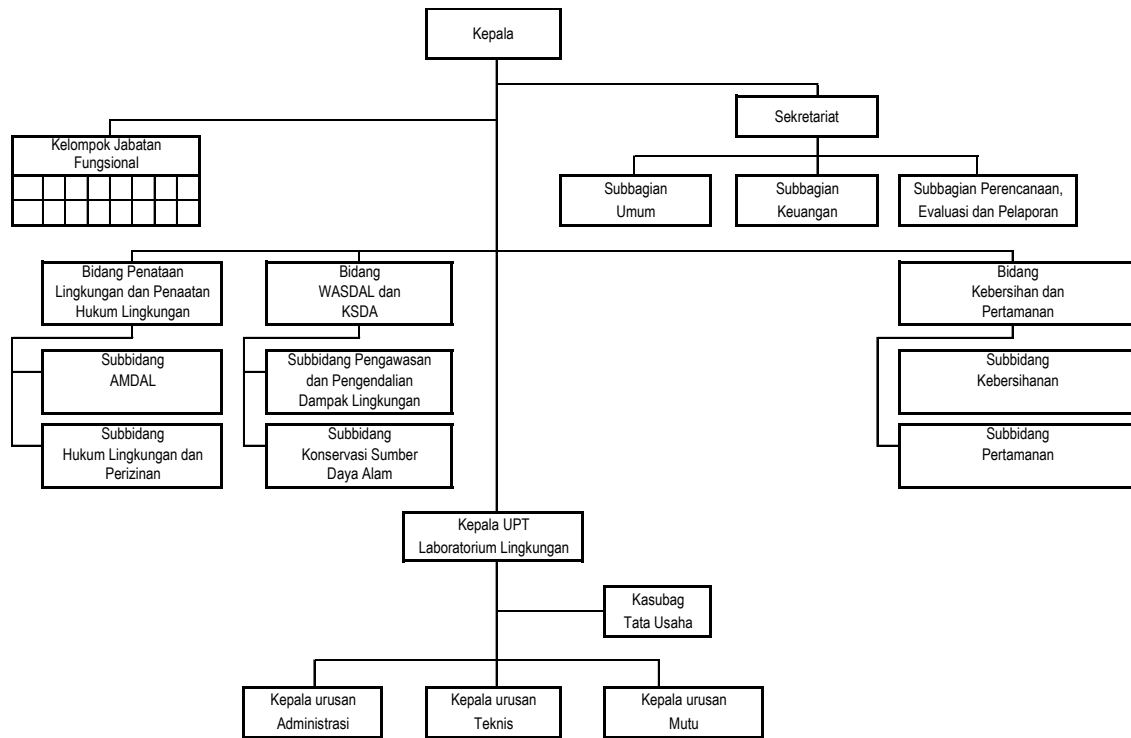 Kepala
Sekretariat
Kelompok Jabatan
Fungsional
Subbagian
Umum
Subbagian
Keuangan
Subbagian Perencanaan,
Evaluasi dan Pelaporan
Bidang Penataan
Lingkungan dan Penaatan
Hukum Lingkungan
Bidang
WASDAL dan
KSDA
Bidang
Kebersihan dan
Pertamanan
Subbidang
AMDAL
Subbidang Pengawasan
dan Pengendalian
Dampak Lingkungan
Subbidang
Kebersihanan
Subbidang
Hukum Lingkungan dan
Perizinan
Subbidang
Konservasi Sumber
Daya Alam
Subbidang
Pertamanan
Kepala UPT
Laboratorium Lingkungan
Kasubag
Tata Usaha
Kepala urusan
Administrasi
Kepala urusan
Teknis
Kepala urusan
Mutu